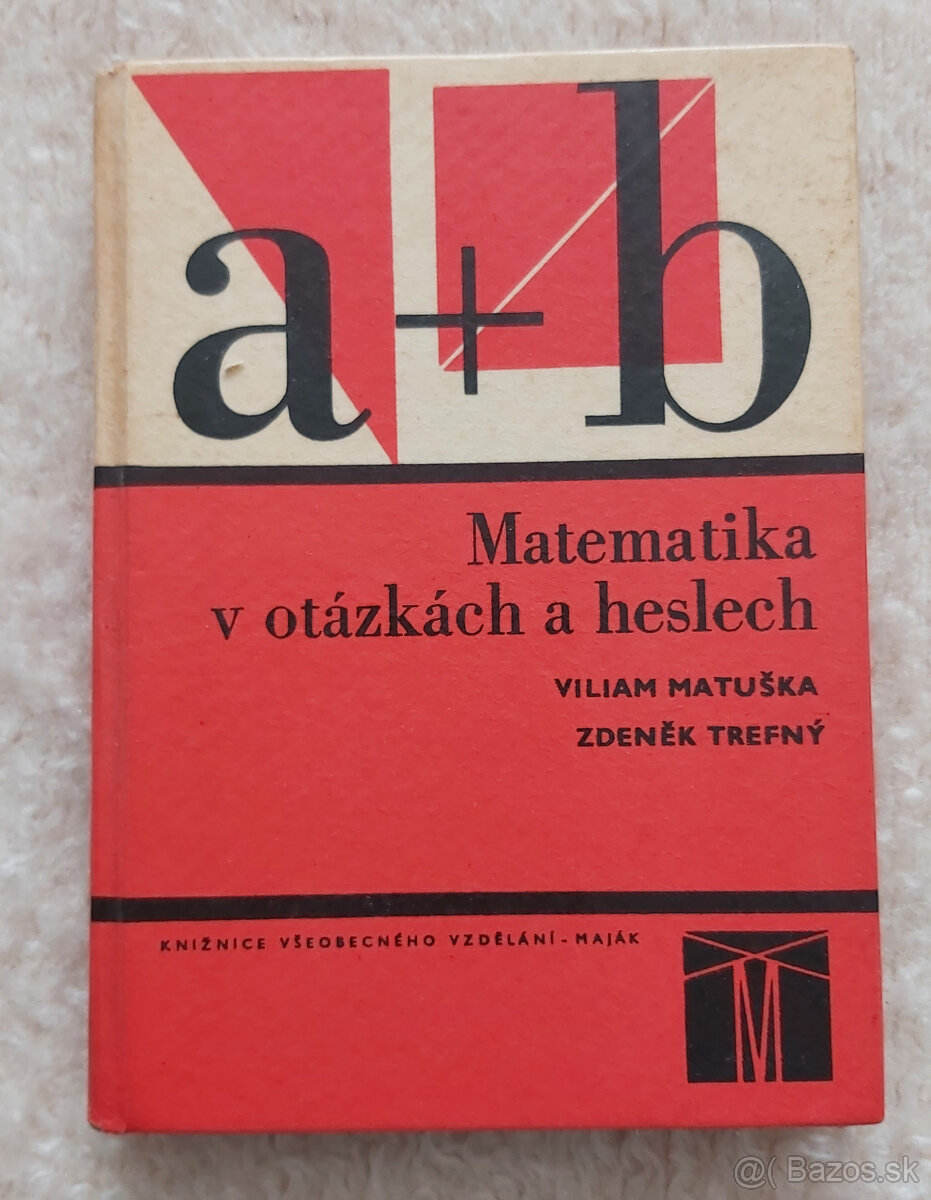 a+b
Matematika
v otázkách a heslech
VILIAM MATUŠKA
ZDENĚK TREFNÝ
KNIŽNICE VŠEOBECNÉHO VZDĚLÁNÍ - MAJÁK
M
@( Bazos.sk